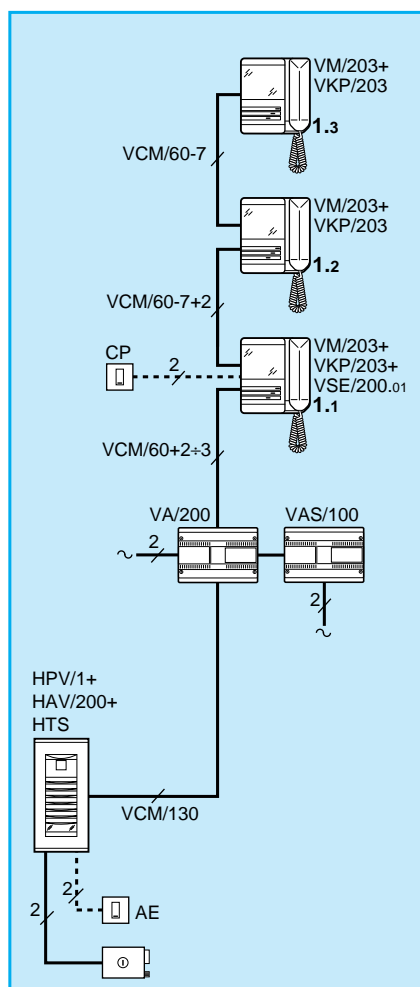 VM/203+
VKP/203
1.3
VCM/60-7
VM/203+
VKP/203
1.2
VCM/60-7+2
CP
2
VM/203+
VKP/203+
VSE/200.01
1.1
VCM/60+2÷3
VA/200
VAS/100
~ 2
2
~
HPV/1+
HAV/200+
HTS
VCM/130
2
2
AE